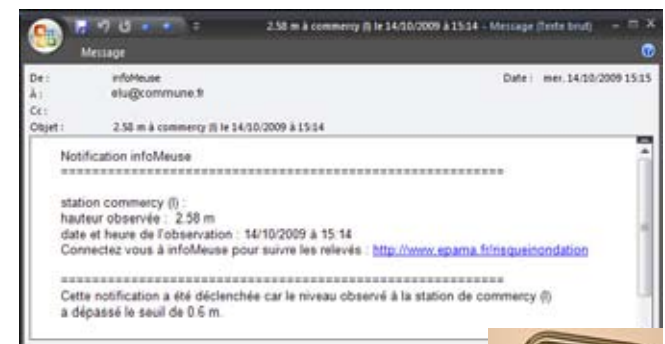 2.58 m à commercy (l) le 14/10/2009 à 15:14 - Message (Texte brut)
Message
De : infoMeuse Date : mer. 14/10/2009 15:15
À : elu@commune.fr
Cc :
Objet : 2.58 m à commercy (l) le 14/10/2009 à 15:14
Notification infoMeuse
==========================================================
station commercy (l) :
hauteur observée : 2.58 m
date et heure de l'observation : 14/10/2009 à 15:14
Connectez vous à infoMeuse pour suivre les relevés : http://www.epama.fr/risqueinondation
==========================================================
Cette notification a été déclenchée car le niveau observé à la station de commercy (l)
a dépassé le seuil de 0.6 m.